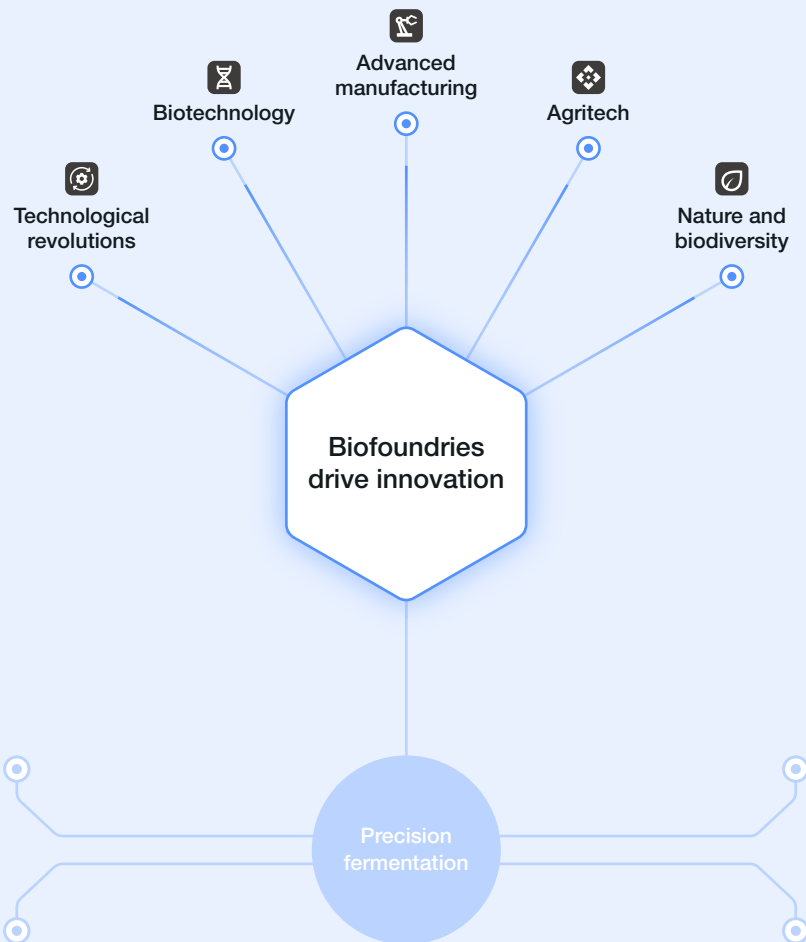 Advanced
manufacturing
Biotechnology
Agritech
Technological
revolutions
Nature and
biodiversity
Biofoundries
drive innovation
Precision
fermentation